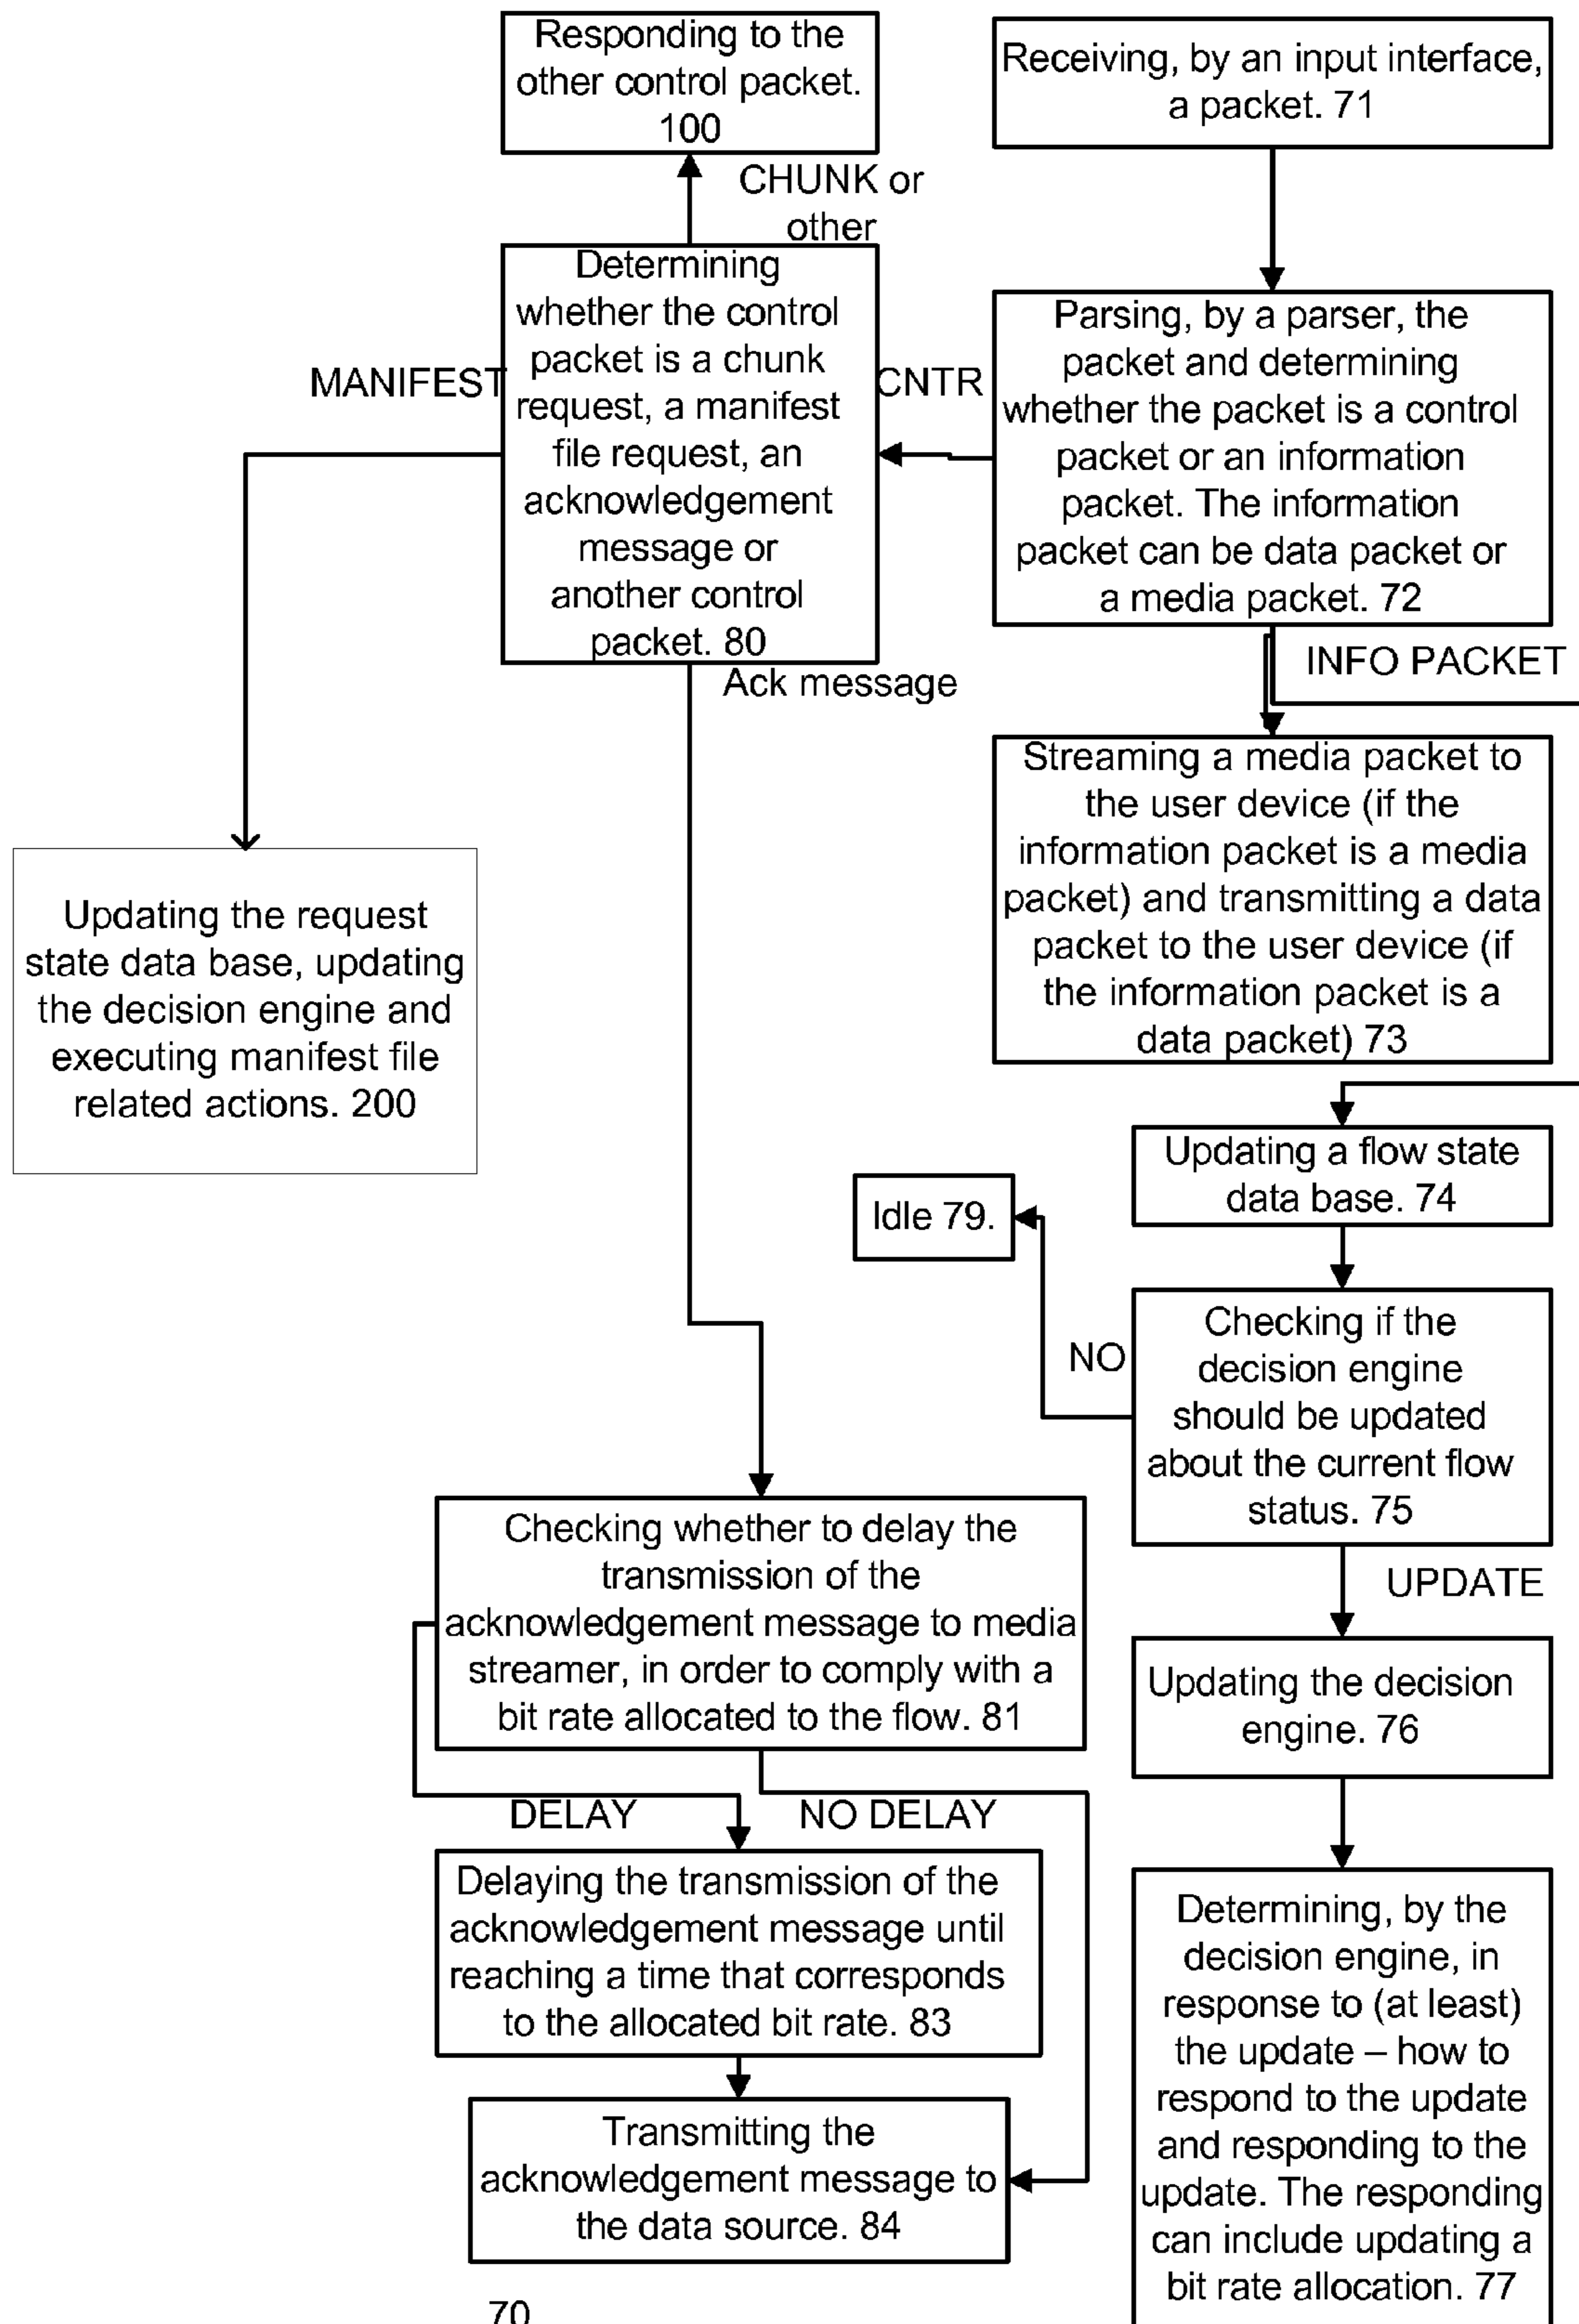 Responding to the
other control packet.
100
Receiving, by an input interface,
a packet. 71
CHUNK or
other
Determining
whether the control
packet is a chunk
request, a manifest
file request, an
acknowledgement
message or
another control
packet. 80
MANIFEST
CNTR
Parsing, by a parser, the
packet and determining
whether the packet is a control
packet or an information
packet. The information
packet can be data packet or
a media packet. 72
Ack message
INFO PACKET
Streaming a media packet to
the user device (if the
information packet is a media
packet) and transmitting a data
packet to the user device (if
the information packet is a
data packet) 73
Updating the request
state data base, updating
the decision engine and
executing manifest file
related actions. 200
Updating a flow state
data base. 74
Idle 79.
NO
Checking if the
decision engine
should be updated
about the current flow
status. 75
UPDATE
Checking whether to delay the
transmission of the
acknowledgement message to media
streamer, in order to comply with a
bit rate allocated to the flow. 81
Updating the decision
engine. 76
DELAY
NO DELAY
Delaying the transmission of the
acknowledgement message until
reaching a time that corresponds
to the allocated bit rate. 83
Determining, by the
decision engine, in
response to (at least)
the update – how to
respond to the update
and responding to the
update. The responding
can include updating a
bit rate allocation. 77
Transmitting the
acknowledgement message to
the data source. 84
70